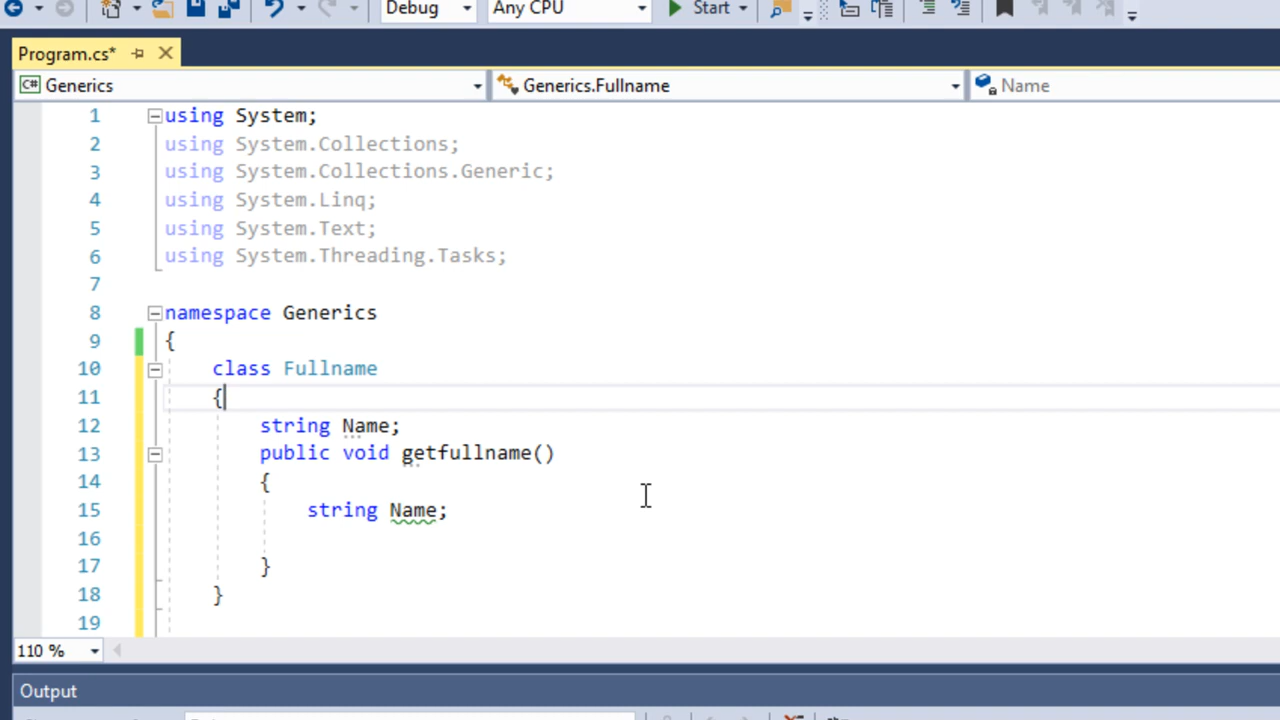 Debug Any CPU Start
Program.cs*
C# Generics Generics.Fullname Name
1 using System;
2 using System.Collections;
3 using System.Collections.Generic;
4 using System.Linq;
5 using System.Text;
6 using System.Threading.Tasks;
7
8 namespace Generics
9 {
10 class Fullname
11 {
12 string Name;
13 public void getfullname()
14 {
15 string Name;
16
17 }
18 }
19
110 %
Output